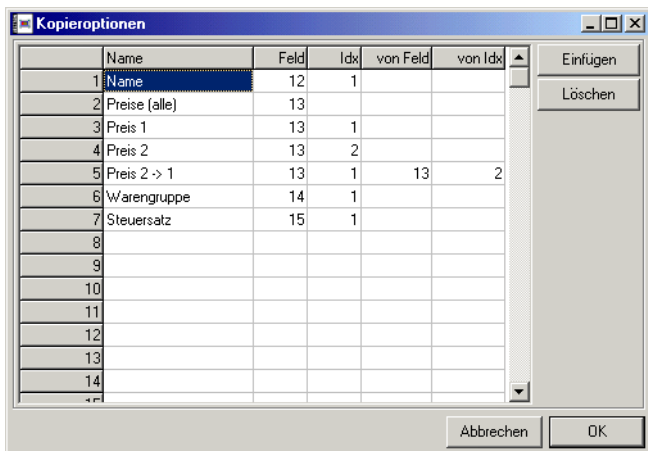 Kopieroptionen
Name Feld Idx von Feld von Idx Einfügen
1 Name 12 1
Löschen
2 Preise (alle) 13
3 Preis 1 13 1
4 Preis 2 13 2
5 Preis 2 -> 1 13 1 13 2
6 Warengruppe 14 1
7 Steuersatz 15 1
8
9
10
11
12
13
14
15
Abbrechen OK